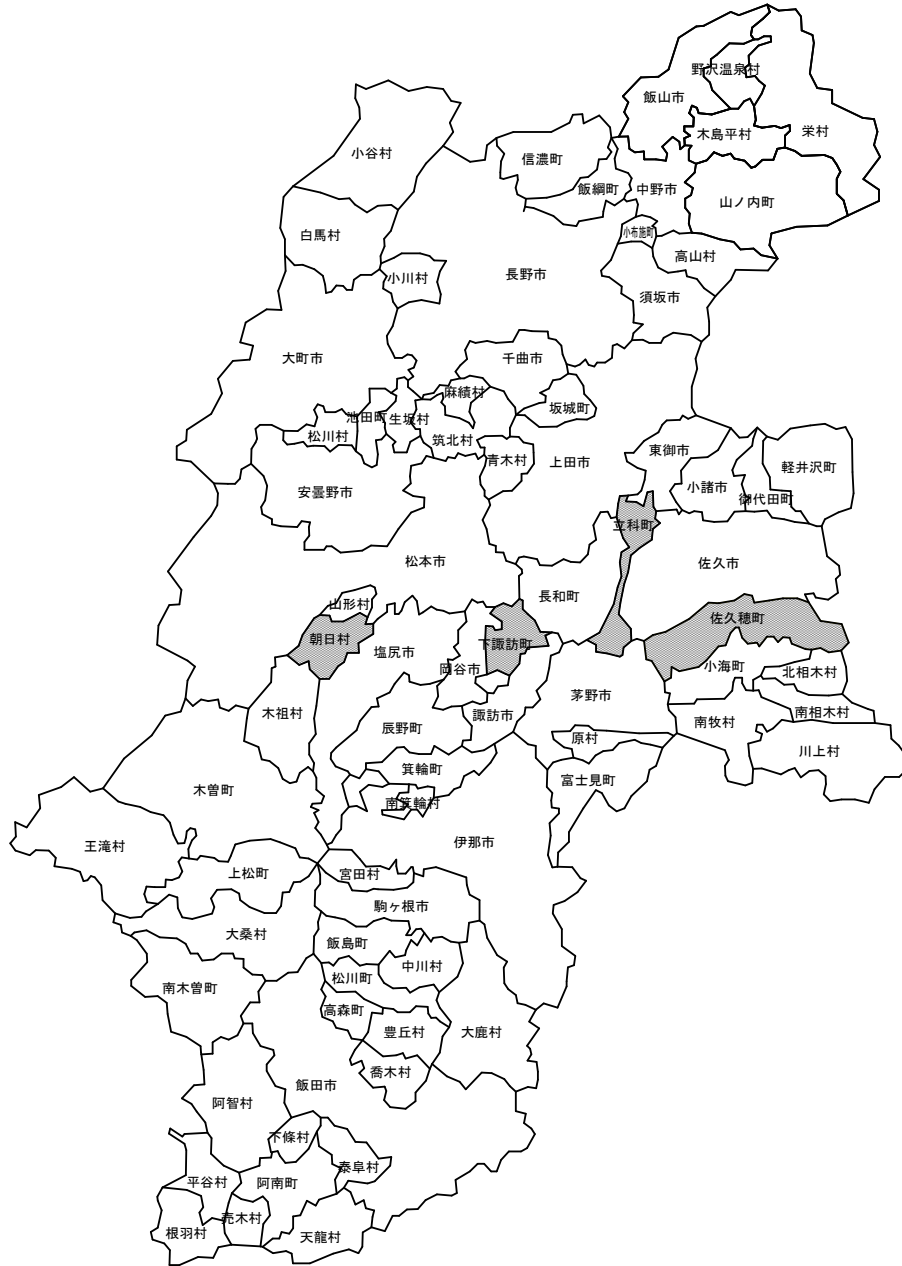 野沢温泉村
飯山市
木島平村
栄村
小谷村
信濃町
飯綱町
中野市
山ノ内町
白馬村
小布施町
高山村
小川村
長野市
須坂市
大町市
千曲市
麻績村
坂城町
池田町
生坂村
松川村
筑北村
青木村
上田市
東御市
軽井沢町
安曇野市
小諸市
御代田町
立科町
松本市
佐久市
山形村
長和町
佐久穂町
朝日村
塩尻市
下諏訪町
岡谷市
小海町
北相木村
茅野市
木祖村
諏訪市
南相木村
辰野町
南牧村
原村
川上村
箕輪町
富士見町
木曽町
南箕輪村
王滝村
伊那市
上松町
宮田村
駒ヶ根市
大桑村
飯島町
中川村
松川町
南木曽町
高森町
豊丘村
大鹿村
喬木村
飯田市
阿智村
下條村
泰阜村
平谷村
阿南町
売木村
根羽村
天龍村